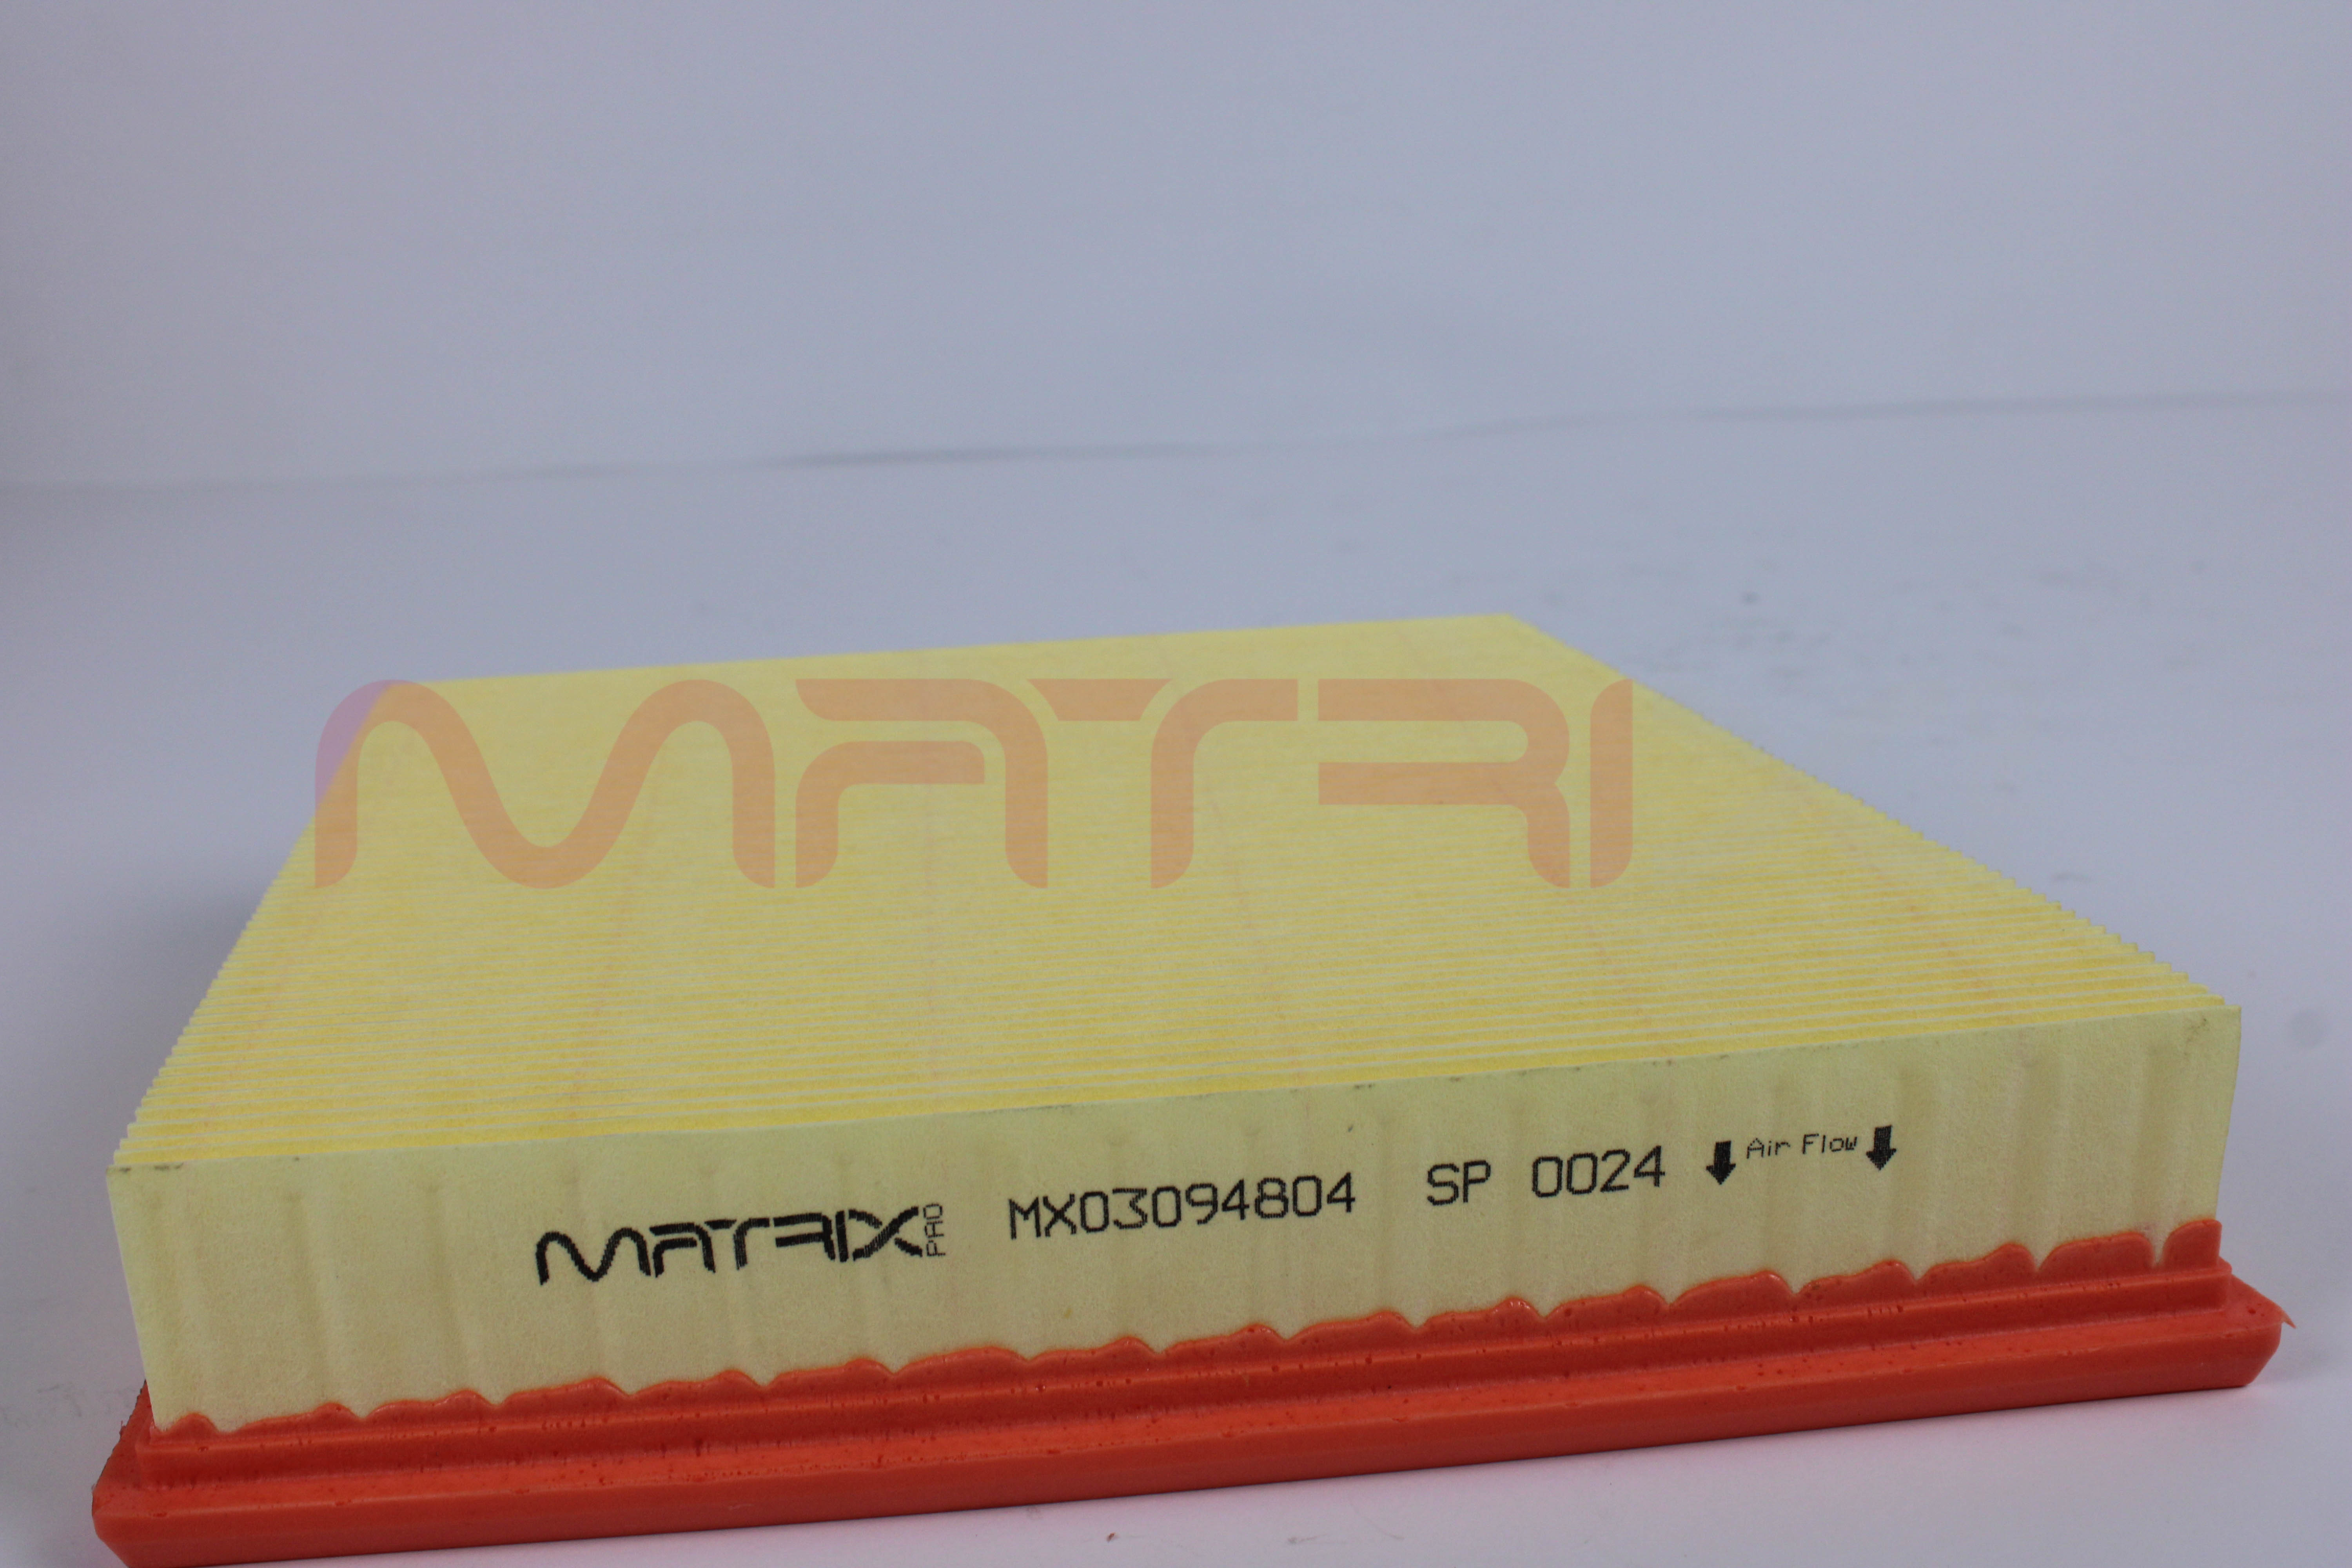 MATRI
MATRIX PRO MX03094804 SP 0024 Air Flow